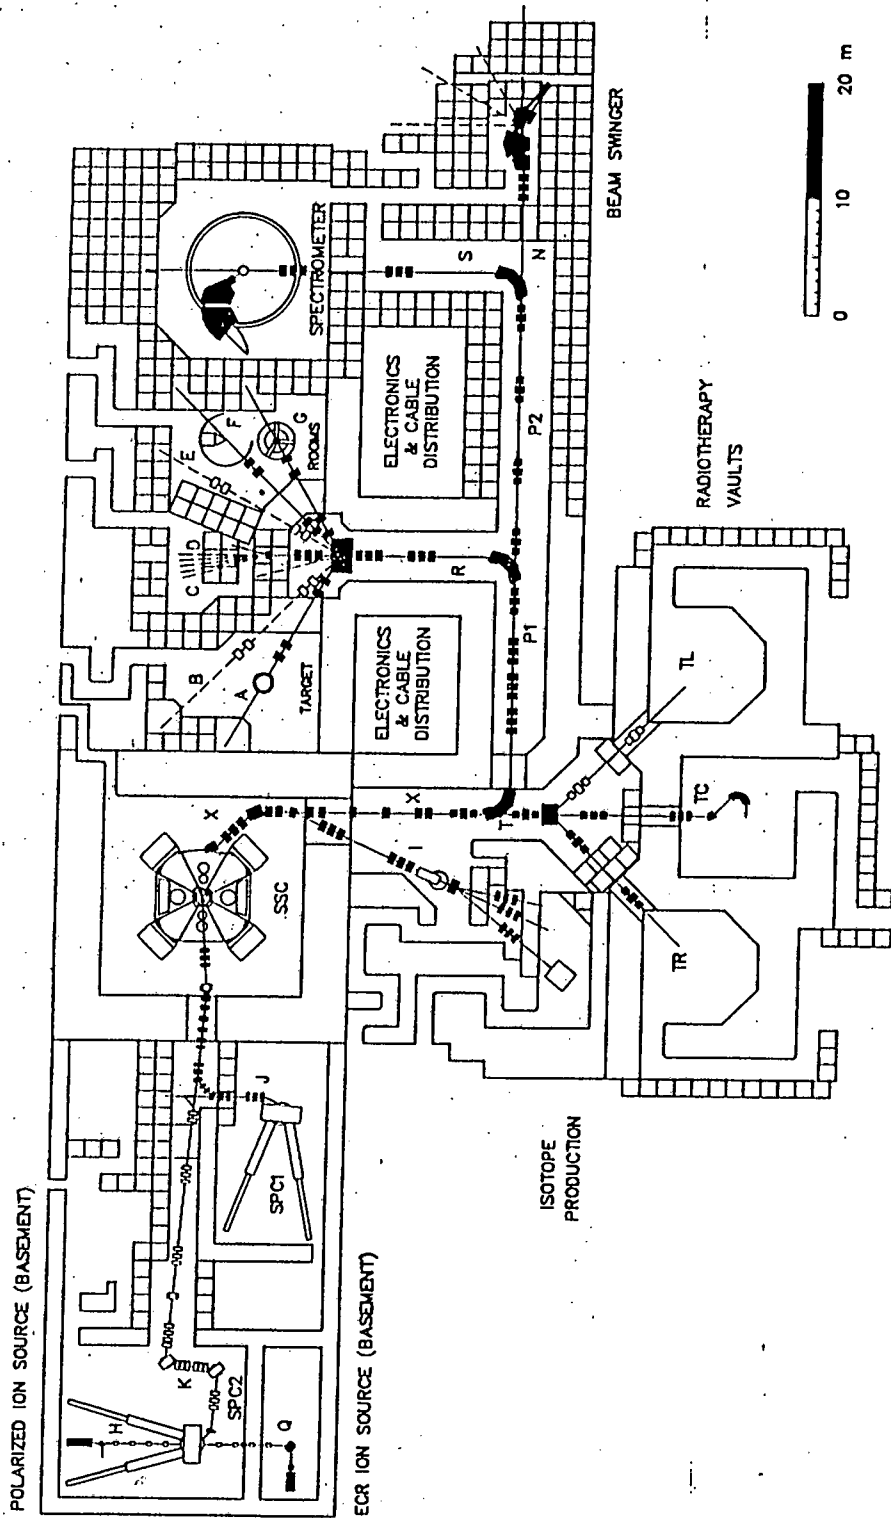 POLARIZED ION SOURCE (BASEMENT)
H
K
SPC2
Q
ECR ION SOURCE (BASEMENT)
SPC1
J
SSC
X
X
I
T
ISOTOPE
PRODUCTION
TR
TC
TL
RADIOTHERAPY
VAULTS
A
B
TARGET
C
D
E
F
G
ROOMS
R
ELECTRONICS
& CABLE
DISTRIBUTION
ELECTRONICS
& CABLE
DISTRIBUTION
P1
P2
SPECTROMETER
S
N
BEAM SWINGER
0
10
20 m